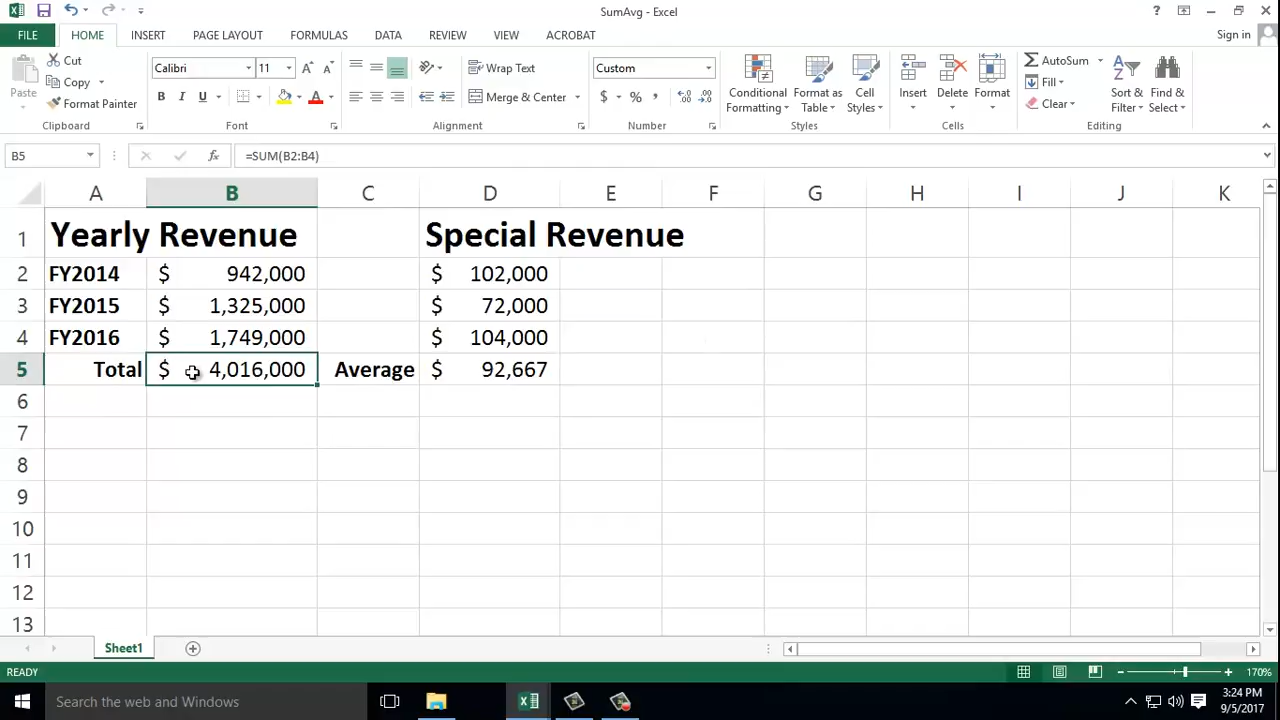 SumAvg - Excel
?
FILE HOME INSERT PAGE LAYOUT FORMULAS DATA REVIEW VIEW ACROBAT Sign in
Paste Cut Copy Format Painter Clipboard
Calibri 11 B I U A Font
Wrap Text Merge & Center Alignment
Custom $ % , Number
Conditional Formatting Format as Table Cell Styles Styles
Insert Delete Format Cells
AutoSum Fill Clear Sort & Filter Find & Select Editing
B5 fx =SUM(B2:B4)
A B C D E F G H I J K
1 Yearly Revenue Special Revenue
2 FY2014 $ 942,000 $ 102,000
3 FY2015 $ 1,325,000 $ 72,000
4 FY2016 $ 1,749,000 $ 104,000
5 Total $ 4,016,000 Average $ 92,667
6
7
8
9
10
11
12
13
Sheet1
READY 170%
Search the web and Windows 3:24 PM
9/5/2017